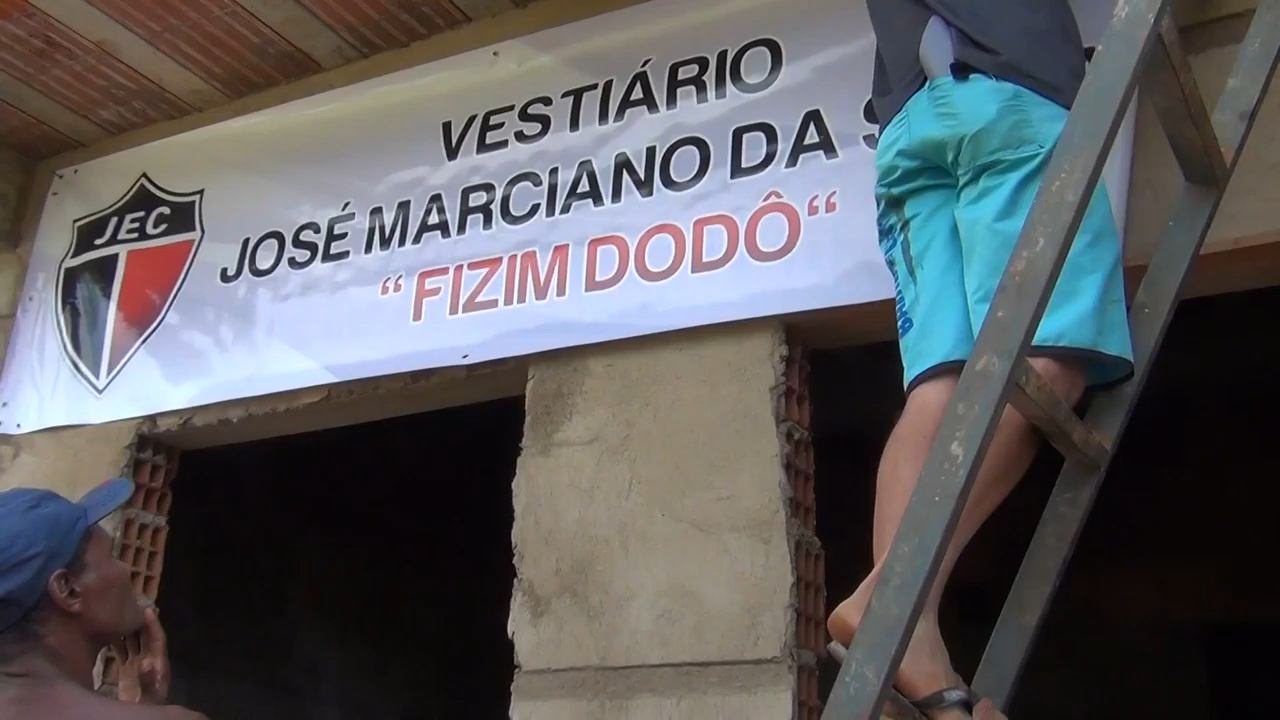 VESTIÁRIO
JOSÉ MARCIANO DA
“ FIZIM DODÔ“
JEC